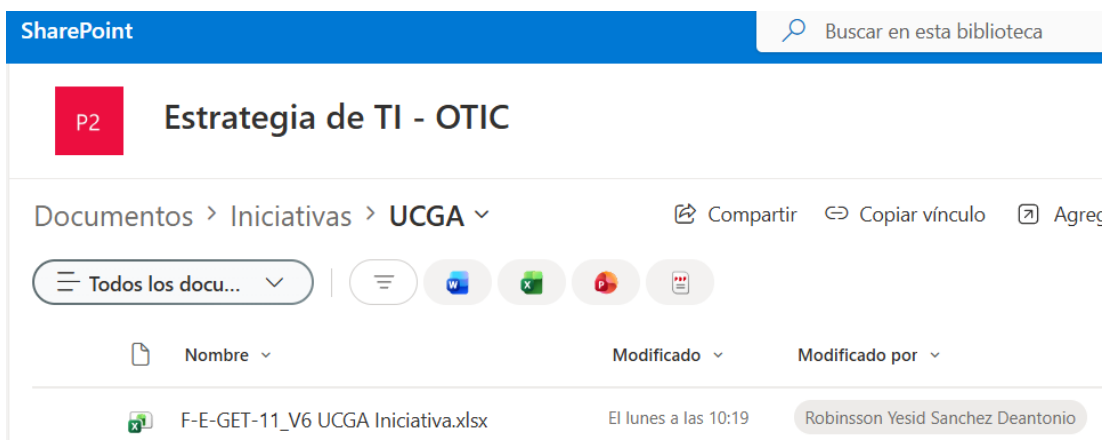 SharePoint
Buscar en esta biblioteca
P2
Estrategia de TI - OTIC
Documentos > Iniciativas > UCGA
Compartir
Copiar vínculo
Agreg
Todos los docu...
Nombre
Modificado
Modificado por
F-E-GET-11_V6 UCGA Iniciativa.xlsx
El lunes a las 10:19
Robinsson Yesid Sanchez Deantonio